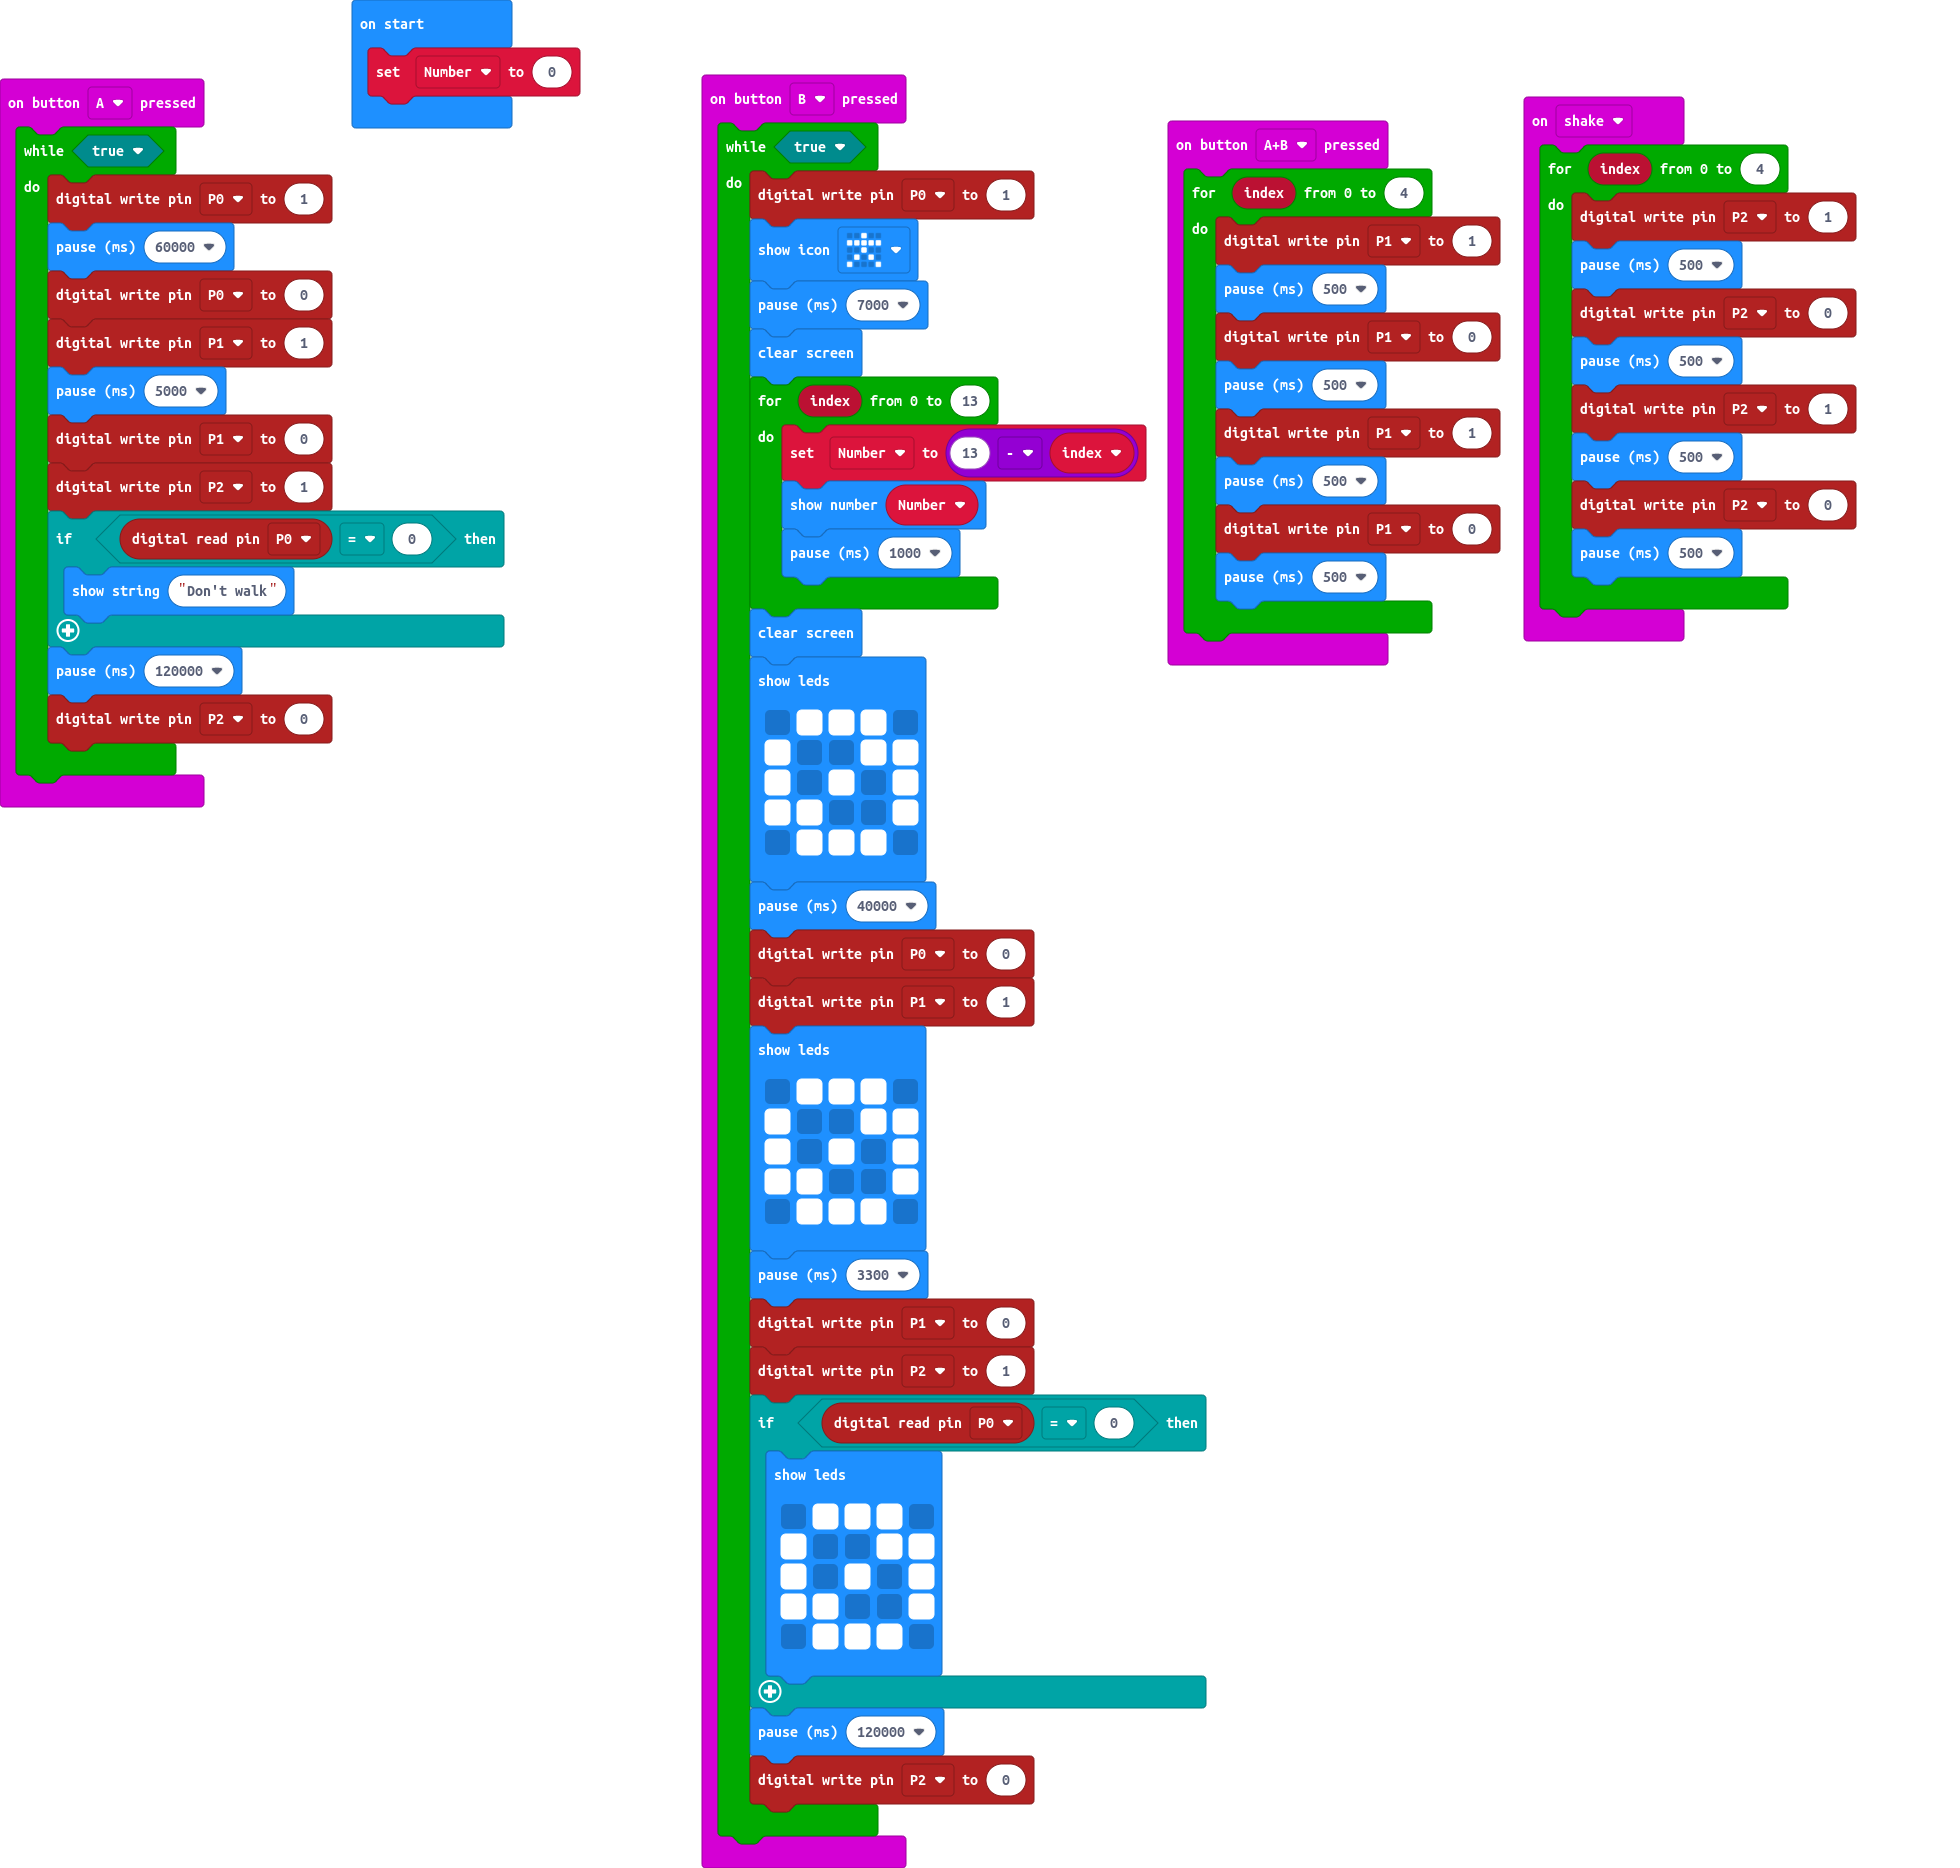 on start
set Number to 0
on button A pressed
while true
do
digital write pin P0 to 1
pause (ms) 60000
digital write pin P0 to 0
digital write pin P1 to 1
pause (ms) 5000
digital write pin P1 to 0
digital write pin P2 to 1
if digital read pin P0 = 0 then
show string "Don't walk"
pause (ms) 120000
digital write pin P2 to 0
on button B pressed
while true
do
digital write pin P0 to 1
show icon
pause (ms) 7000
clear screen
for index from 0 to 13
do
set Number to 13 - index
show number Number
pause (ms) 1000
clear screen
show leds
pause (ms) 40000
digital write pin P0 to 0
digital write pin P1 to 1
show leds
pause (ms) 3300
digital write pin P1 to 0
digital write pin P2 to 1
if digital read pin P0 = 0 then
show leds
pause (ms) 120000
digital write pin P2 to 0
on button A+B pressed
for index from 0 to 4
do
digital write pin P1 to 1
pause (ms) 500
digital write pin P1 to 0
pause (ms) 500
digital write pin P1 to 1
pause (ms) 500
digital write pin P1 to 0
pause (ms) 500
on shake
for index from 0 to 4
do
digital write pin P2 to 1
pause (ms) 500
digital write pin P2 to 0
pause (ms) 500
digital write pin P2 to 1
pause (ms) 500
digital write pin P2 to 0
pause (ms) 500